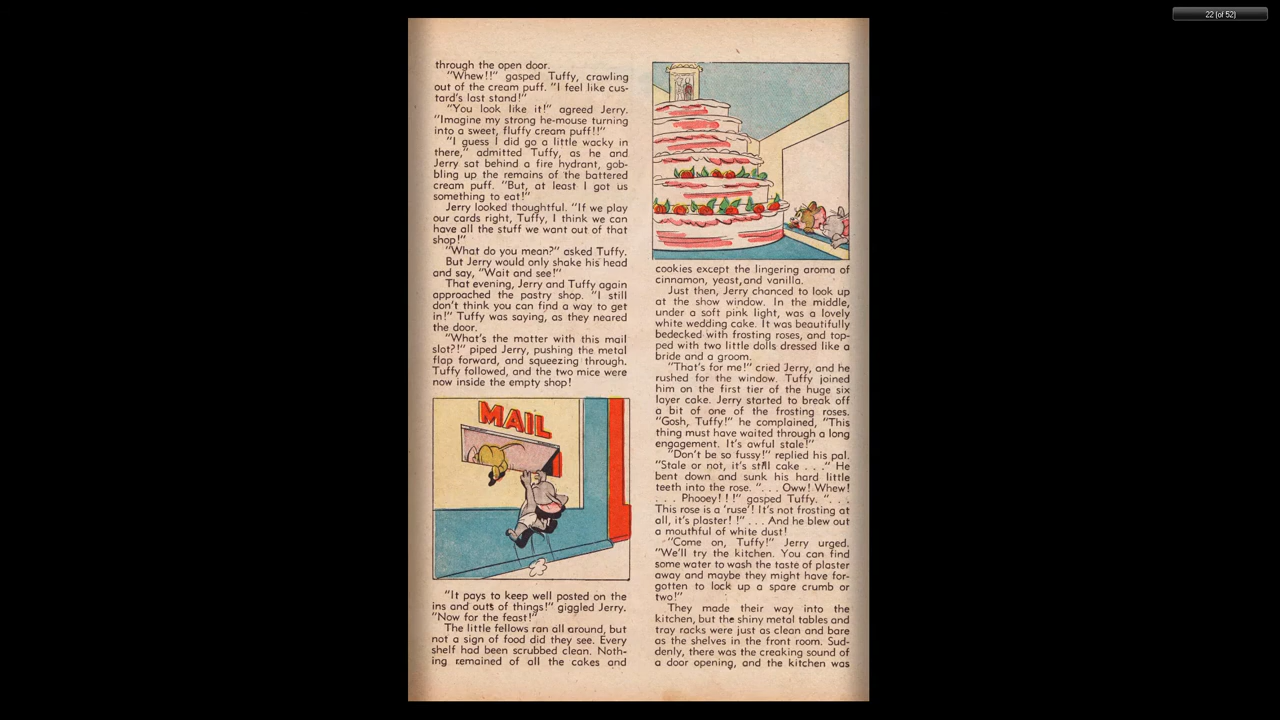 22 (of 52)
through the open door.
"Whew!!" gasped Tuffy, crawling
out of the cream puff. "I feel like cus-
tard's last stand!"
"You look like it!" agreed Jerry.
"Imagine my strong he-mouse turning
into a sweet, fluffy cream puff!!"
"I guess I did go a little wacky in
there," admitted Tuffy, as he and
Jerry sat behind a fire hydrant, gob-
bling up the remains of the battered
cream puff. "But, at least I got us
something to eat!"
Jerry looked thoughtful. "If we play
our cards right, Tuffy, I think we can
have all the stuff we want out of that
shop!"
"What do you mean?" asked Tuffy.
But Jerry would only shake his head
and say, "Wait and see!"
That evening, Jerry and Tuffy again
approached the pastry shop. "I still
don't think you can find a way to get
in!" Tuffy was saying, as they neared
the door.
"What's the matter with this mail
slot?!" piped Jerry, pushing the metal
flap forward, and squeezing through.
Tuffy followed, and the two mice were
now inside the empty shop!
MAIL
"It pays to keep well posted on the
ins and outs of things!" giggled Jerry.
"Now for the feast!"
The little fellows ran all around, but
not a sign of food did they see. Every
shelf had been scrubbed clean. Noth-
ing remained of all the cakes and
cookies except the lingering aroma of
cinnamon, yeast, and vanilla.
Just then, Jerry chanced to look up
at the show window. In the middle,
under a soft pink light, was a lovely
white wedding cake. It was beautifully
bedecked with frosting roses, and top-
ped with two little dolls dressed like a
bride and a groom.
"That's for me!" cried Jerry, and he
rushed for the window. Tuffy joined
him on the first tier of the huge six
layer cake. Jerry started to break off
a bit of one of the frosting roses.
"Gosh, Tuffy!" he complained, "This
thing must have waited through a long
engagement. It's awful stale!"
"Don't be so fussy!" replied his pal.
"Stale or not, it's still cake . . ." He
bent down and sunk his hard little
teeth into the rose. ". . . Oww! Whew!
. . . Phooey! ! !" gasped Tuffy. ". . .
This rose is a 'ruse'! It's not frosting at
all, it's plaster! !" . . . And he blew out
a mouthful of white dust!
"Come on, Tuffy!" Jerry urged.
"We'll try the kitchen. You can find
some water to wash the taste of plaster
away and maybe they might have for-
gotten to lock up a spare crumb or
two!"
They made their way into the
kitchen, but the shiny metal tables and
tray racks were just as clean and bare
as the shelves in the front room. Sud-
denly, there was the creaking sound of
a door opening, and the kitchen was